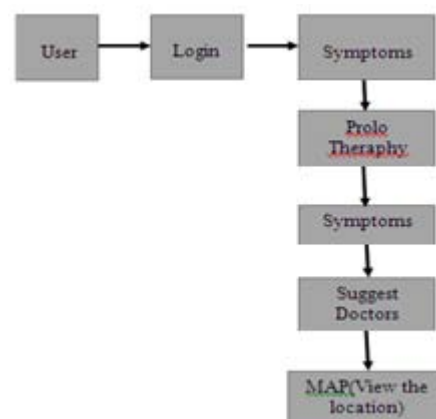 User
Login
Symptoms
Prolo
Theraphy
Symptoms
Suggest
Doctors
MAP(View the
location)